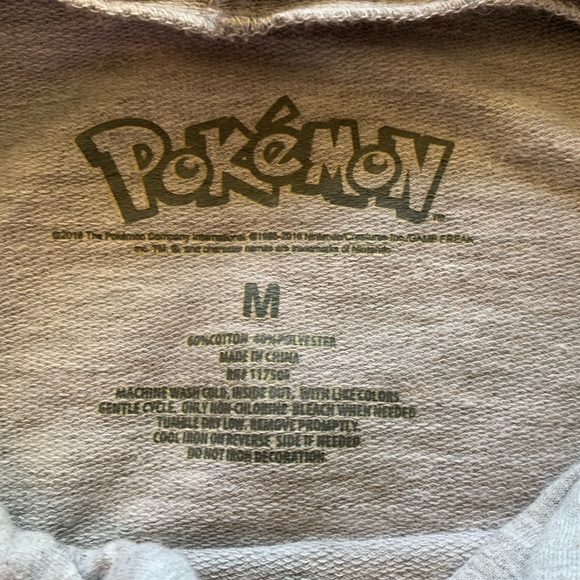 POKéMON
TM
©2016 The Pokémon Company International. ©1995-2016 Nintendo/Creatures Inc./GAME FREAK
inc. TM, ®, and character names are trademarks of Nintendo
M
60%COTTON 40%POLYESTER
MADE IN CHINA
RN# 117504
MACHINE WASH COLD, INSIDE OUT, WITH LIKE COLORS
GENTLE CYCLE, ONLY NON-CHLORINE BLEACH WHEN NEEDED
TUMBLE DRY LOW, REMOVE PROMPTLY.
COOL IRON ON REVERSE SIDE IF NEEDED
DO NOT IRON DECORATION.